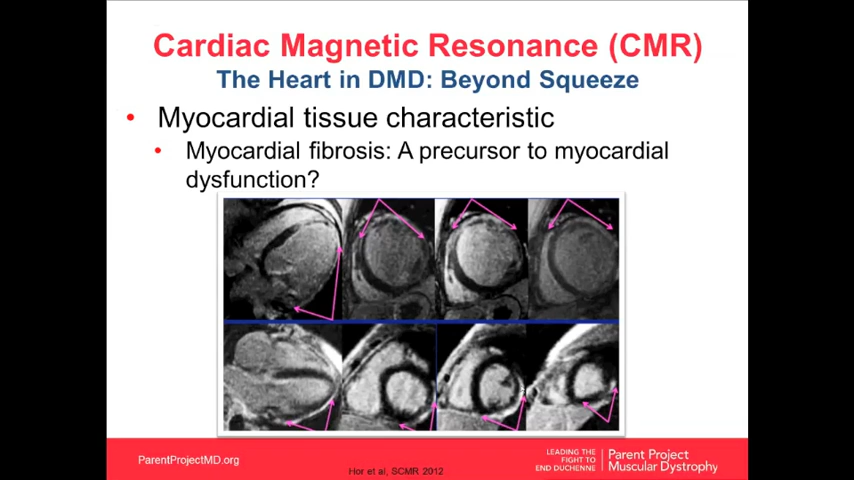 Cardiac Magnetic Resonance (CMR)
The Heart in DMD: Beyond Squeeze
• Myocardial tissue characteristic
• Myocardial fibrosis: A precursor to myocardial
dysfunction?
ParentProjectMD.org
Hor et al, SCMR 2012
LEADING THE
FIGHT TO
END DUCHENNE
Parent Project
Muscular Dystrophy